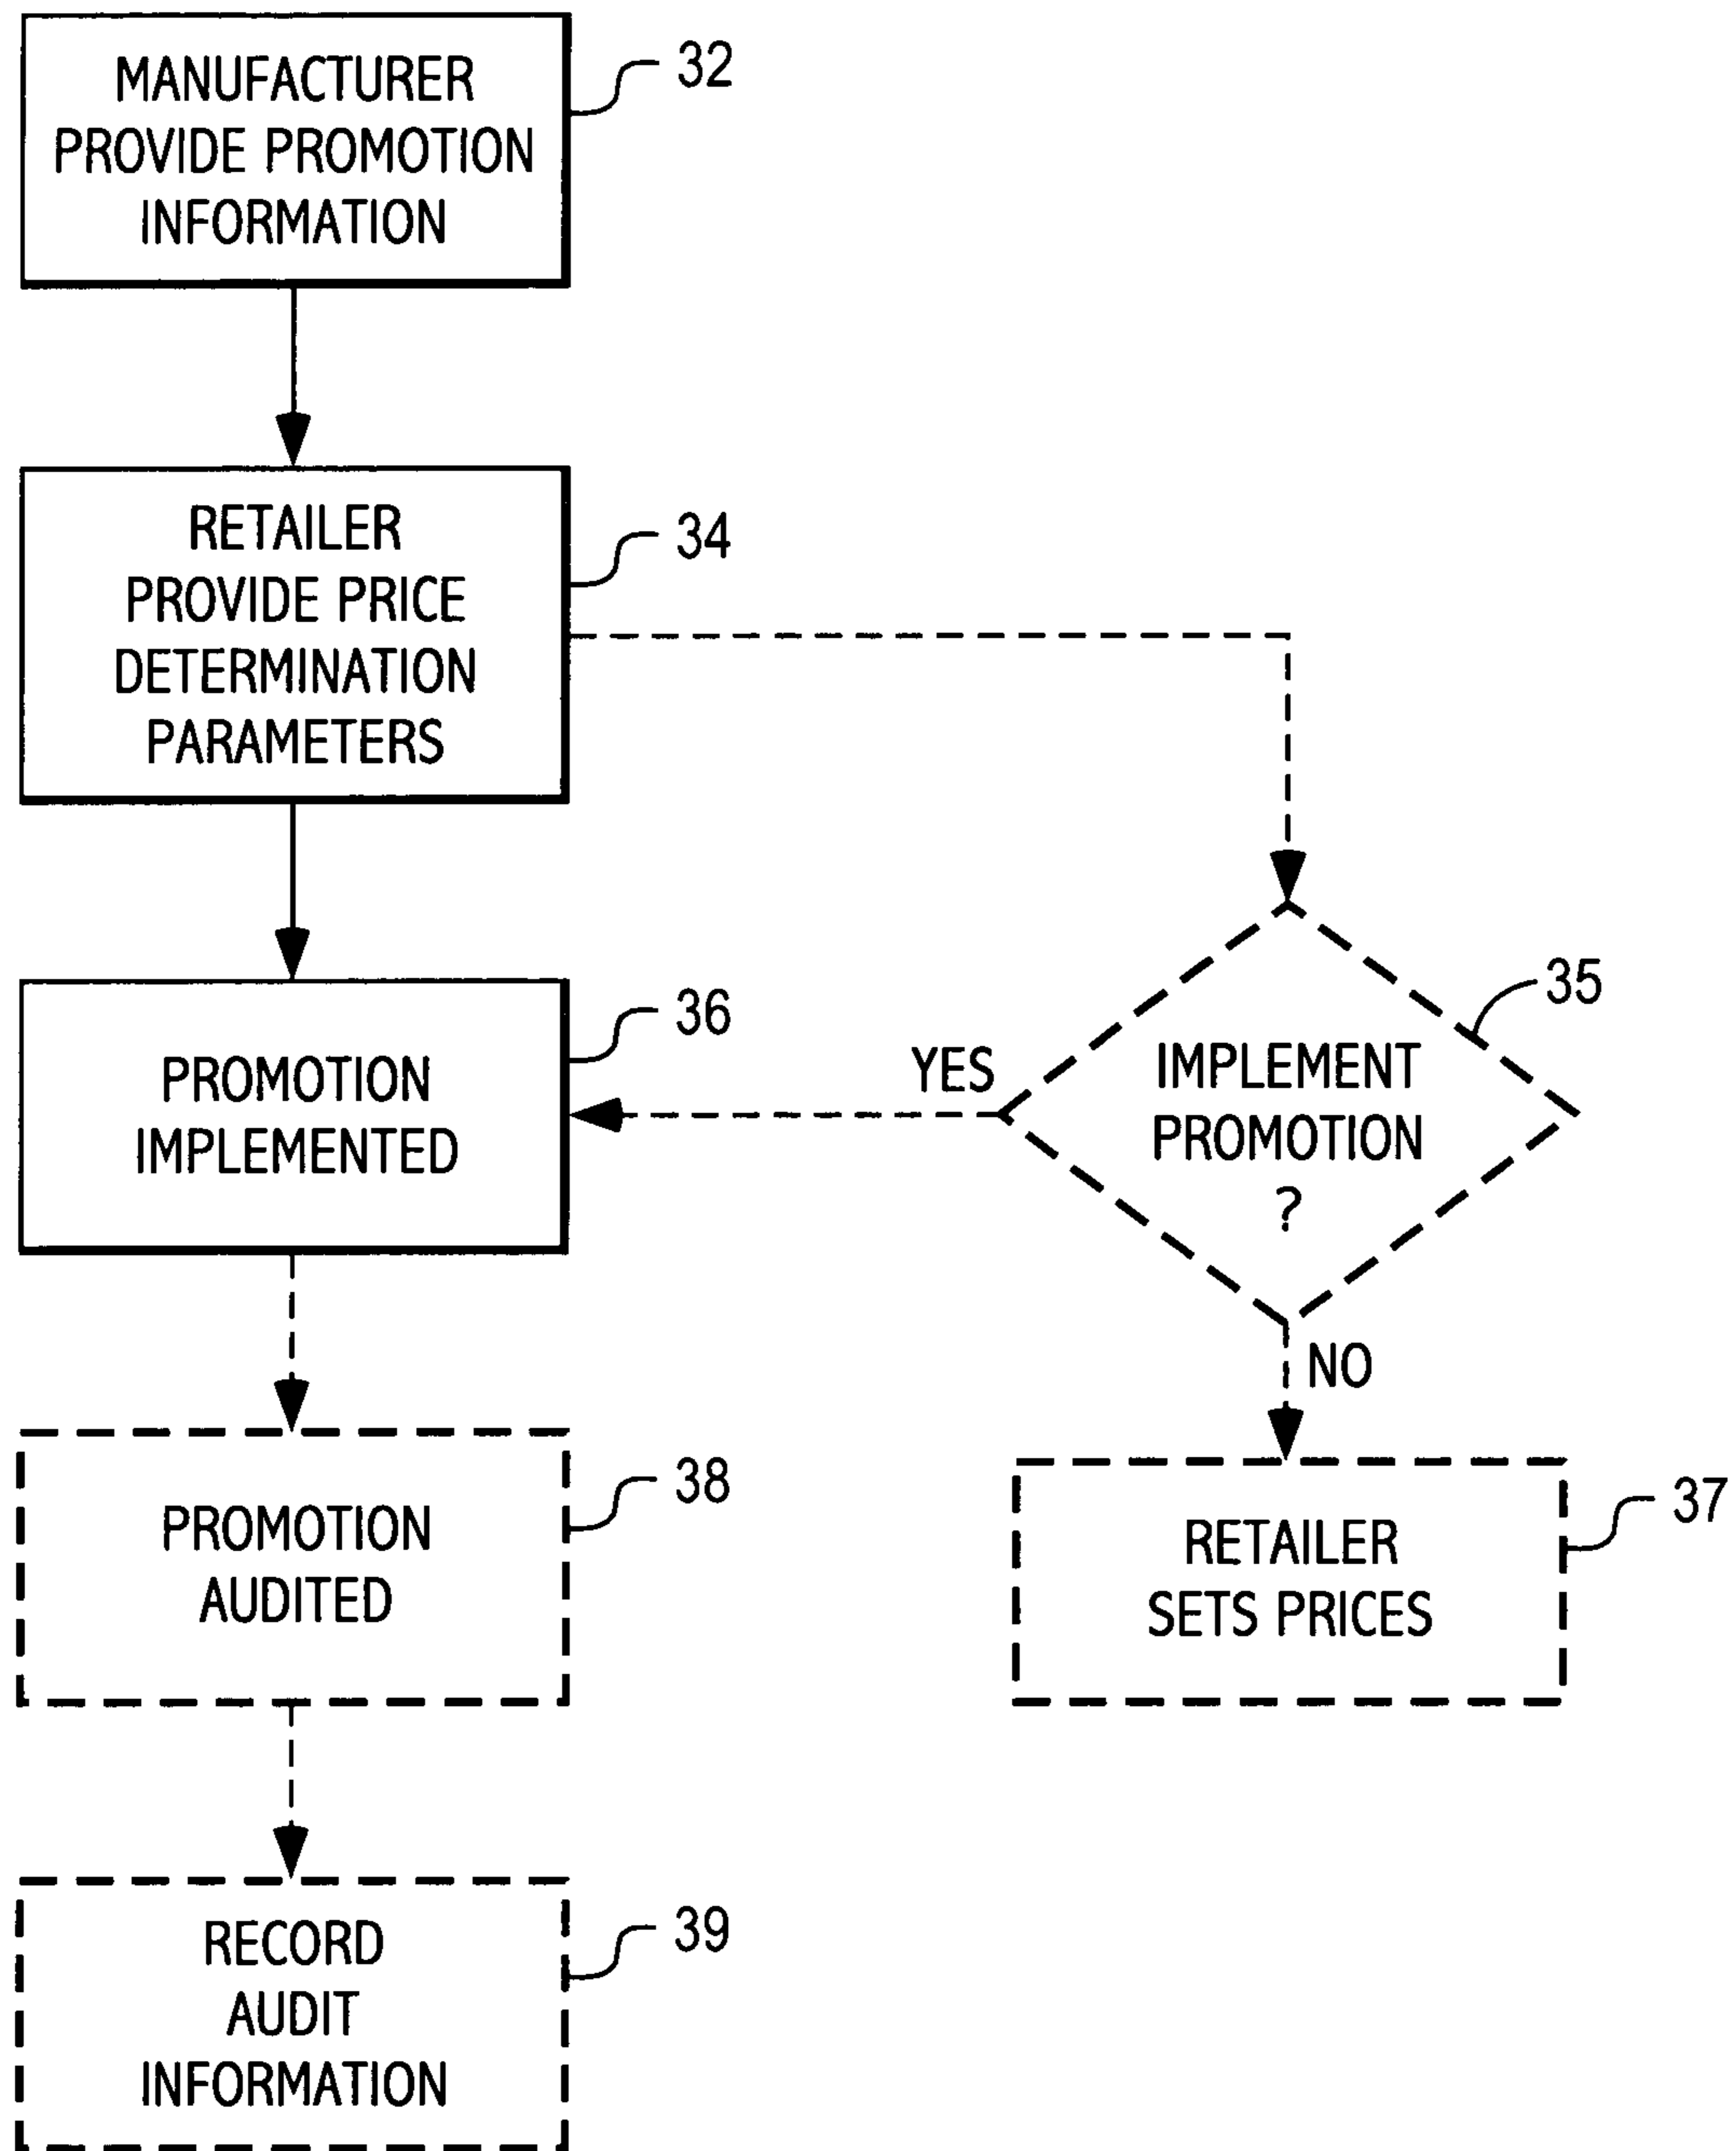 MANUFACTURER
PROVIDE PROMOTION
INFORMATION
32
RETAILER
PROVIDE PRICE
DETERMINATION
PARAMETERS
34
PROMOTION
IMPLEMENTED
36
YES
IMPLEMENT
PROMOTION
?
35
NO
PROMOTION
AUDITED
38
RETAILER
SETS PRICES
37
RECORD
AUDIT
INFORMATION
39